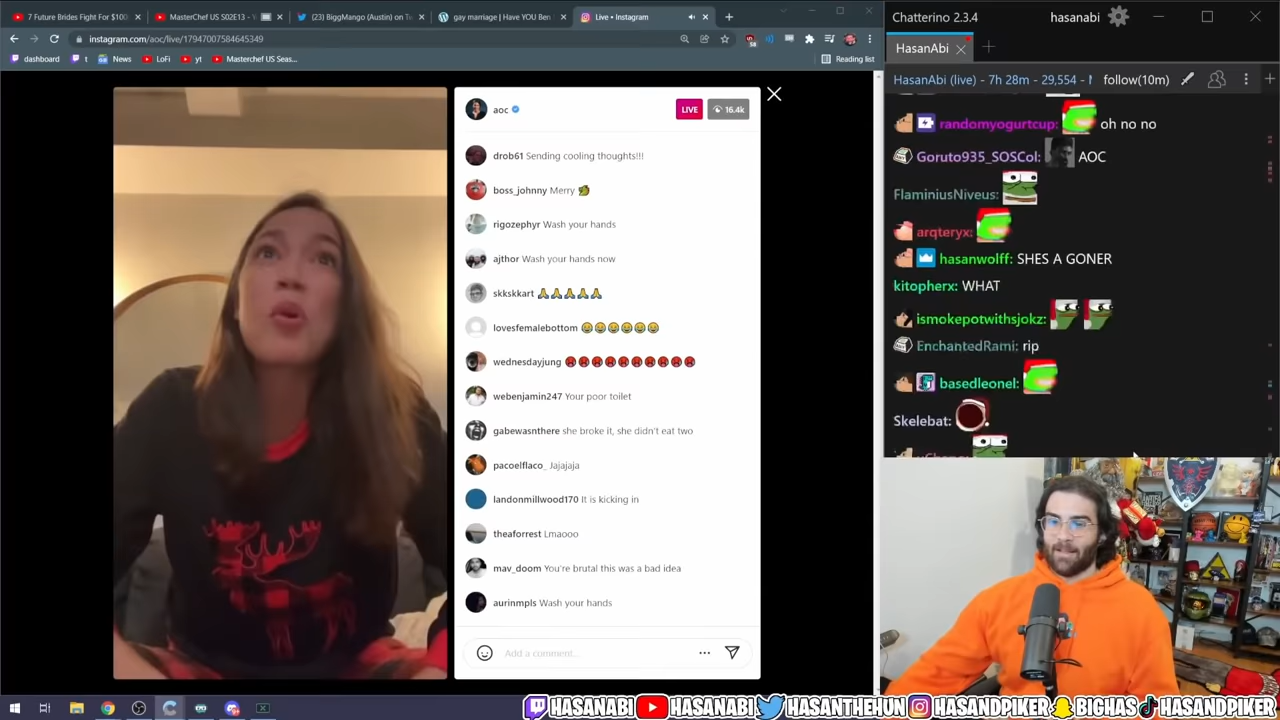 7 Future Brides Fight For $100
MasterChef US S02E13 -
(23) BiggMango (Austin) on Tw
gay marriage | Have YOU Ben
Live • Instagram
instagram.com/aoc/live/17947007584645349
58
dashboard
t
News
LoFi
yt
Masterchef US Seas...
Reading list
aoc
LIVE
16.4k
drob61 Sending cooling thoughts!!!
boss_johnny Merry
rigozephyr Wash your hands
ajthor Wash your hands now
skkskkart
lovesfemalebottom
wednesdayjung
webenjamin247 Your poor toilet
gabewasnthere she broke it, she didn't eat two
pacoelflaco_ Jajajaja
landonmillwood170 It is kicking in
theaforrest Lmaooo
mav_doom You're brutal this was a bad idea
aurinmpls Wash your hands
Add a comment...
Chatterino 2.3.4
hasanabi
HasanAbi
HasanAbi (live) - 7h 28m - 29,554 -
follow(10m)
randomyogurtcup: oh no no
Goruto935_SOSCol: AOC
FlaminiusNiveus:
arqteryx:
hasanwolff: SHES A GONER
kitopherx: WHAT
ismokepotwithsjokz:
EnchantedRami: rip
basedleonel:
Skelebat:
HASANABI
HASANABI
HASANTHEHUN
HASANDPIKER
BIGHAS
HASANDPIKER